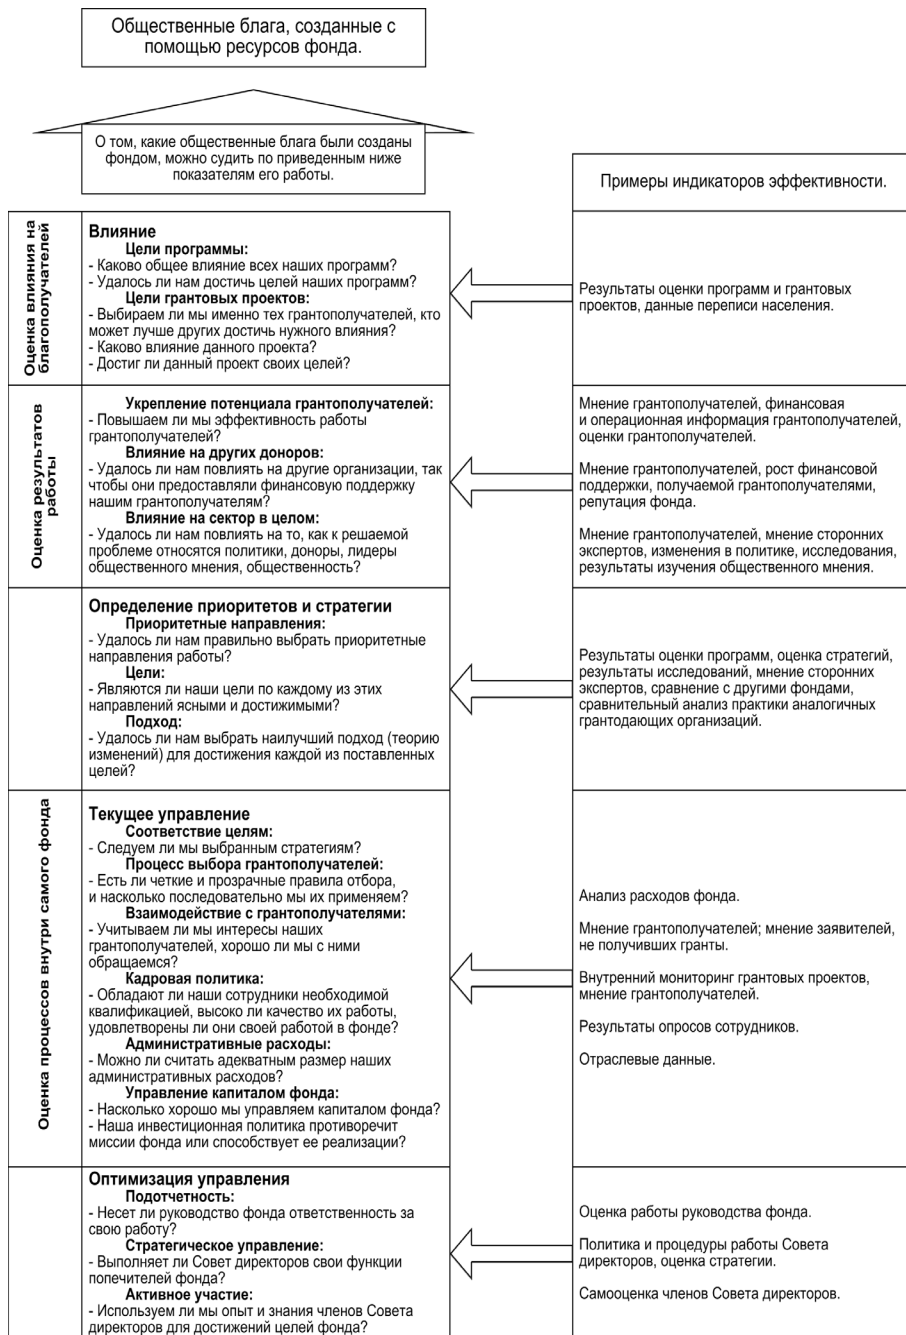 Общественные блага, созданные с
помощью ресурсов фонда.
О том, какие общественные блага были созданы
фондом, можно судить по приведенным ниже
показателям его работы.
Примеры индикаторов эффективности.
Оценка влияния на
благополучателей
Влияние
Цели программы:
- Каково общее влияние всех наших программ?
- Удалось ли нам достичь целей наших программ?
Цели грантовых проектов:
- Выбираем ли мы именно тех грантополучателей, кто
может лучше других достичь нужного влияния?
- Каково влияние данного проекта?
- Достиг ли данный проект своих целей?
Результаты оценки программ и грантовых
проектов, данные переписи населения.
Оценка результатов
работы
Укрепление потенциала грантополучателей:
- Повышаем ли мы эффективность работы
грантополучателей?
Влияние на других доноров:
- Удалось ли нам повлиять на другие организации, так
чтобы они предоставляли финансовую поддержку
нашим грантополучателям?
Влияние на сектор в целом:
- Удалось ли нам повлиять на то, как к решаемой
проблеме относятся политики, доноры, лидеры
общественного мнения, общественность?
Мнение грантополучателей, финансовая
и операционная информация грантополучателей,
оценки грантополучателей.
Мнение грантополучателей, рост финансовой
поддержки, получаемой грантополучателями,
репутация фонда.
Мнение грантополучателей, мнение сторонних
экспертов, изменения в политике, исследования,
результаты изучения общественного мнения.
Определение приоритетов и стратегии
Приоритетные направления:
- Удалось ли нам правильно выбрать приоритетные
направления работы?
Цели:
- Являются ли наши цели по каждому из этих
направлений ясными и достижимыми?
Подход:
- Удалось ли нам выбрать наилучший подход (теорию
изменений) для достижения каждой из поставленных
целей?
Результаты оценки программ, оценка стратегий,
результаты исследований, мнение сторонних
экспертов, сравнение с другими фондами,
сравнительный анализ практики аналогичных
грантодающих организаций.
Оценка процессов внутри самого фонда
Текущее управление
Соответствие целям:
- Следуем ли мы выбранным стратегиям?
Процесс выбора грантополучателей:
- Есть ли четкие и прозрачные правила отбора,
и насколько последовательно мы их применяем?
Взаимодействие с грантополучателями:
- Учитываем ли мы интересы наших
грантополучателей, хорошо ли мы с ними
обращаемся?
Кадровая политика:
- Обладают ли наши сотрудники необходимой
квалификацией, высоко ли качество их работы,
удовлетворены ли они своей работой в фонде?
Административные расходы:
- Можно ли считать адекватным размер наших
административных расходов?
Управление капиталом фонда:
- Насколько хорошо мы управляем капиталом фонда?
- Наша инвестиционная политика противоречит
миссии фонда или способствует ее реализации?
Анализ расходов фонда.
Мнение грантополучателей; мнение заявителей,
не получивших гранты.
Внутренний мониторинг грантовых проектов,
мнение грантополучателей.
Результаты опросов сотрудников.
Отраслевые данные.
Оптимизация управления
Подотчетность:
- Несет ли руководство фонда ответственность за
свою работу?
Стратегическое управление:
- Выполняет ли Совет директоров свои функции
попечителей фонда?
Активное участие:
- Используем ли мы опыт и знания членов Совета
директоров для достижений целей фонда?
Оценка работы руководства фонда.
Политика и процедуры работы Совета
директоров, оценка стратегии.
Самооценка членов Совета директоров.